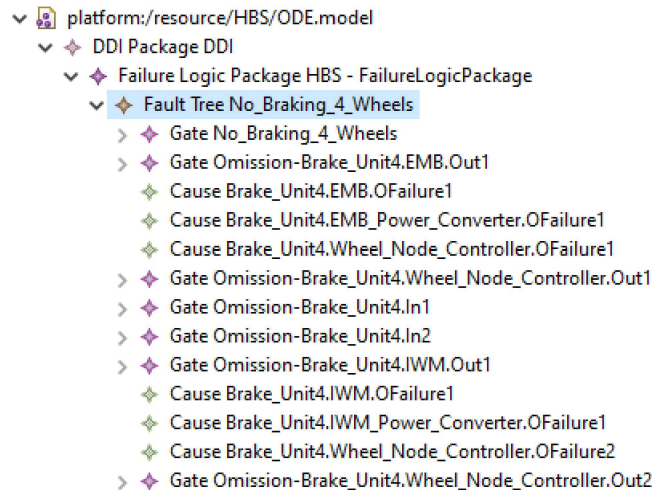 platform:/resource/HBS/ODE.model
DDI Package DDI
Failure Logic Package HBS - FailureLogicPackage
Fault Tree No_Braking_4_Wheels
Gate No_Braking_4_Wheels
Gate Omission-Brake_Unit4.EMB.Out1
Cause Brake_Unit4.EMB.OFailure1
Cause Brake_Unit4.EMB_Power_Converter.OFailure1
Cause Brake_Unit4.Wheel_Node_Controller.OFailure1
Gate Omission-Brake_Unit4.Wheel_Node_Controller.Out1
Gate Omission-Brake_Unit4.In1
Gate Omission-Brake_Unit4.In2
Gate Omission-Brake_Unit4.IWM.Out1
Cause Brake_Unit4.IWM.OFailure1
Cause Brake_Unit4.IWM_Power_Converter.OFailure1
Cause Brake_Unit4.Wheel_Node_Controller.OFailure2
Gate Omission-Brake_Unit4.Wheel_Node_Controller.Out2